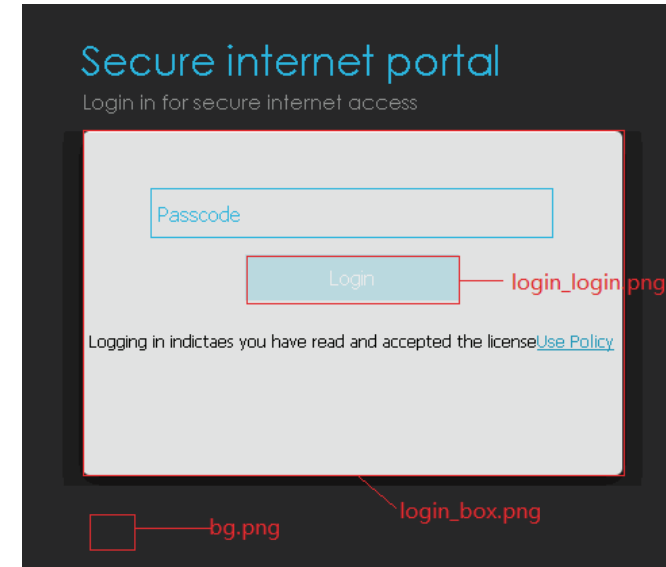 Secure internet portal
Login in for secure internet access
Passcode
Login
login_login.png
Logging in indictaes you have read and accepted the licenseUse Policy
login_box.png
bg.png